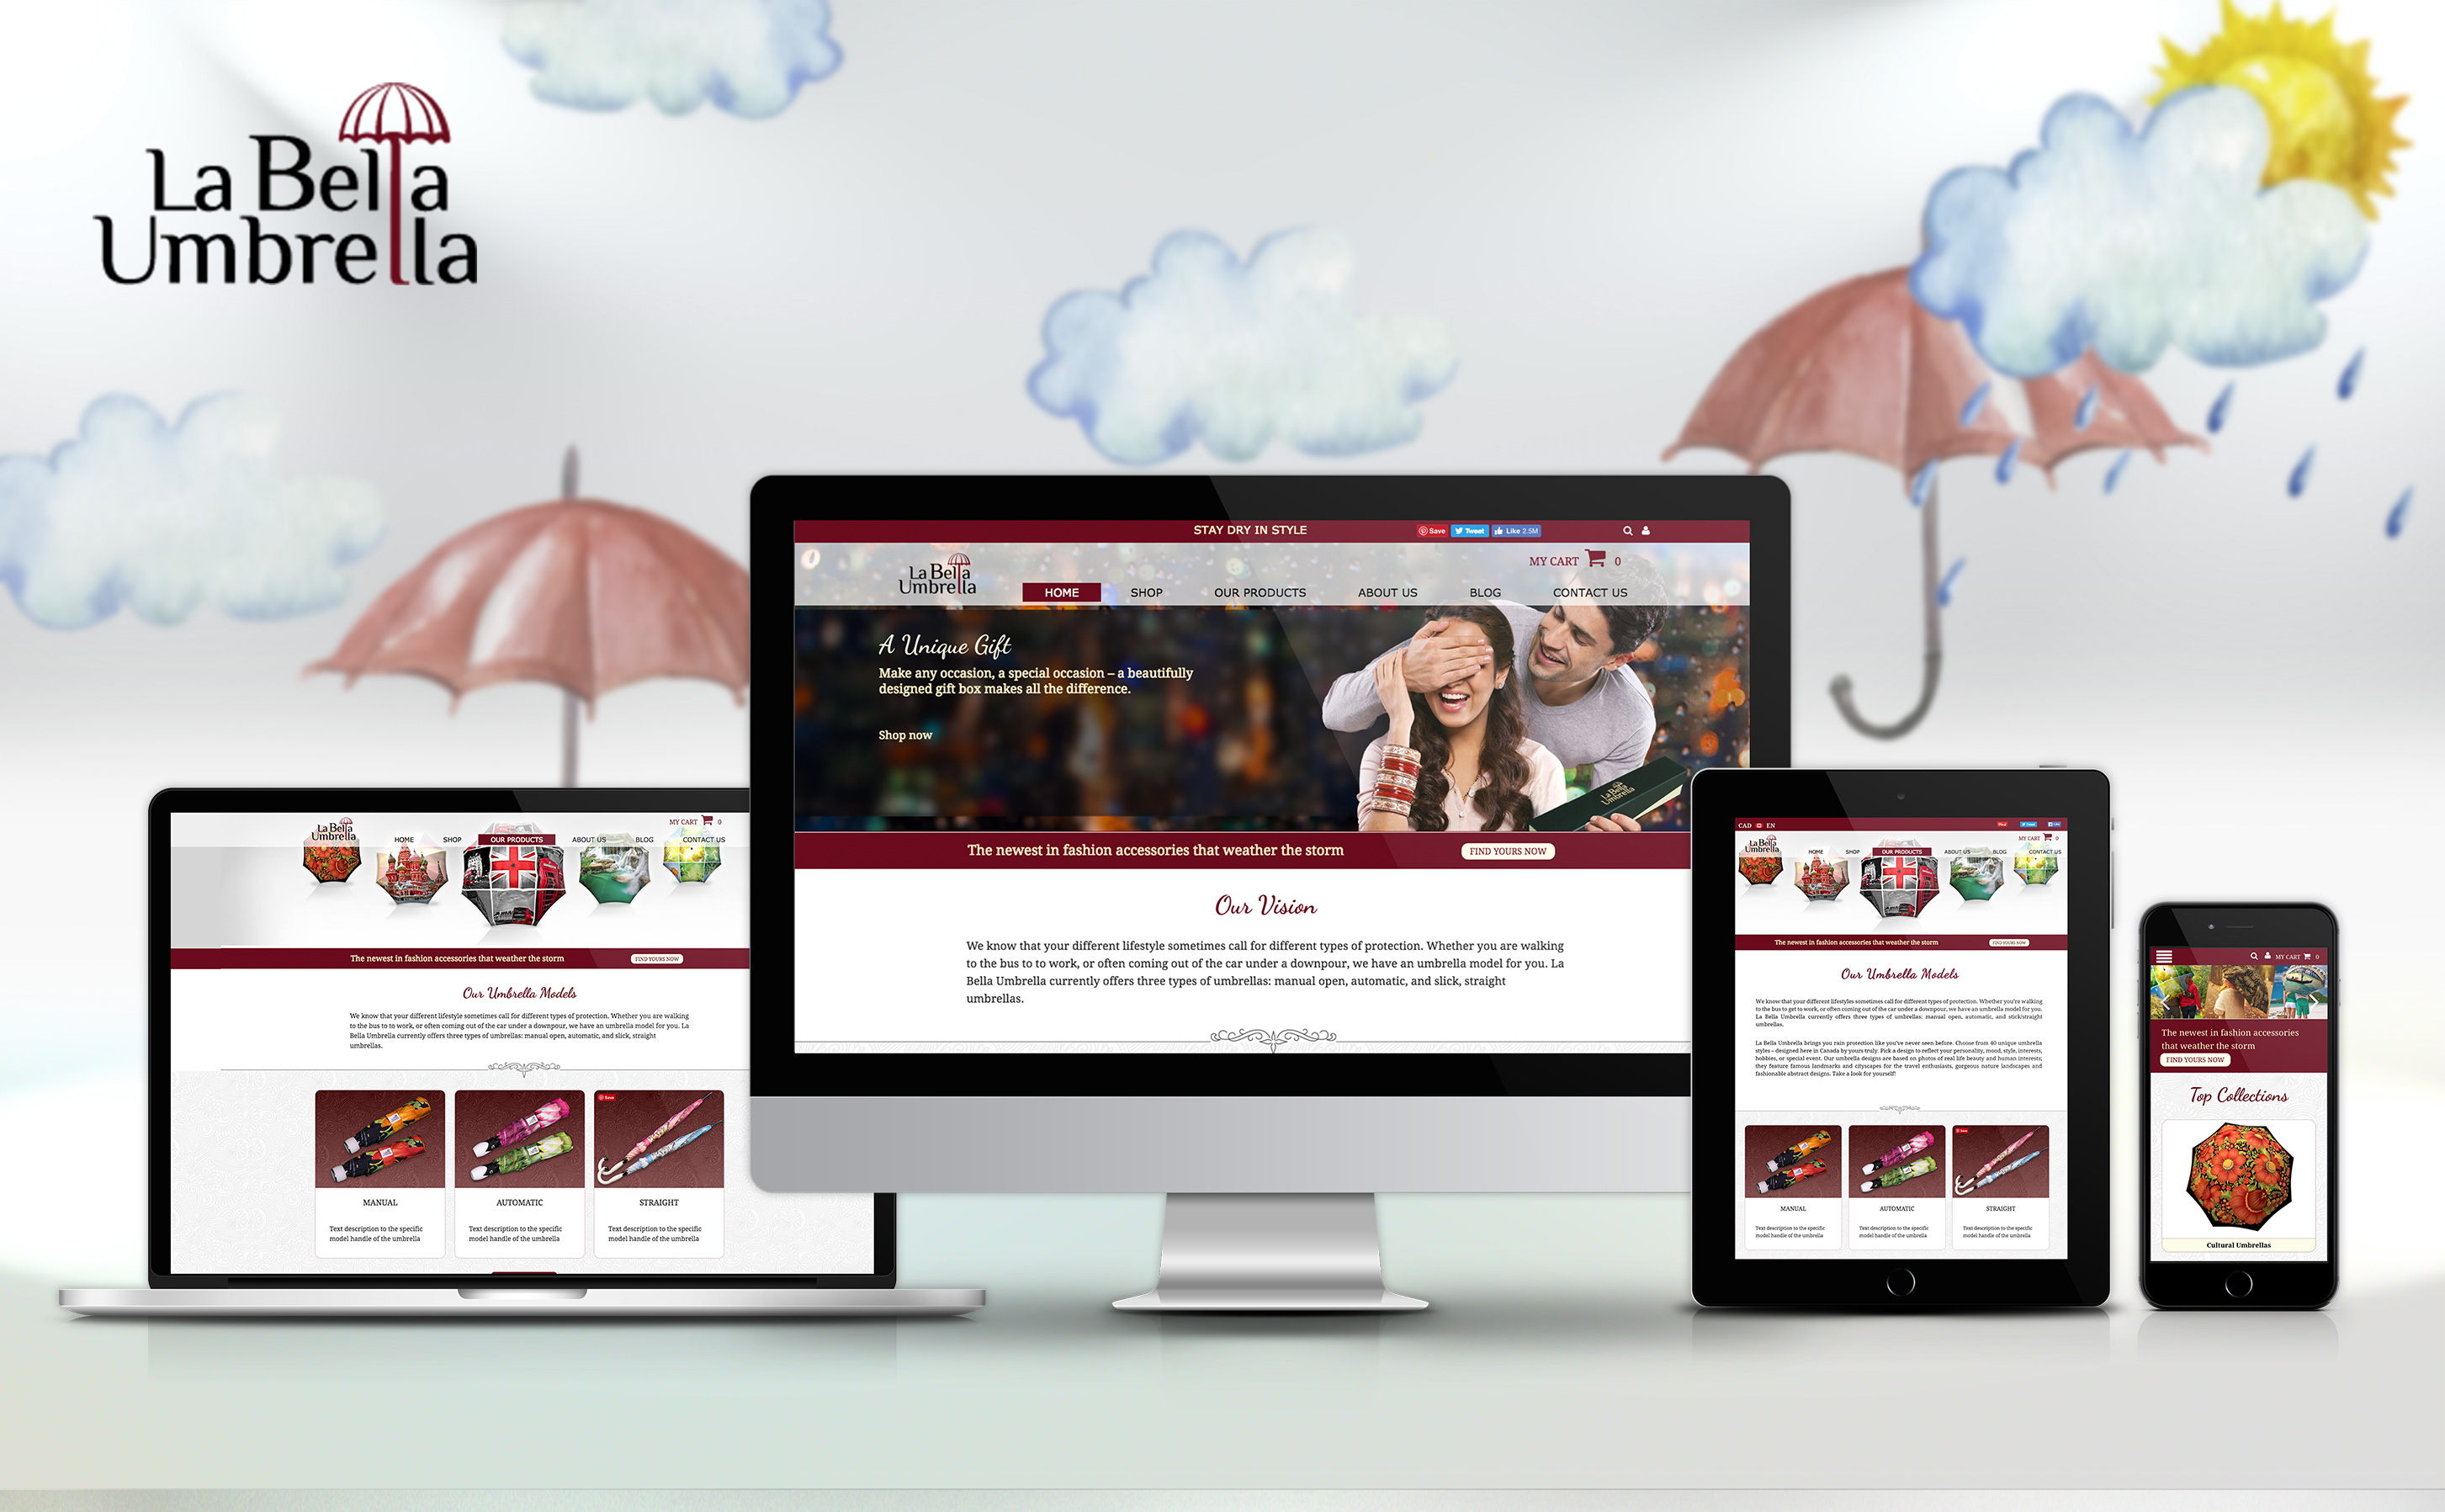 La Bella
Umbrella
STAY DRY IN STYLE
Save
Tweet
Like 2.5M
La Bella
Umbrella
MY CART 0
HOME
SHOP
OUR PRODUCTS
ABOUT US
BLOG
CONTACT US
A Unique Gift
Make any occasion, a special occasion – a beautifully
designed gift box makes all the difference.
Shop now
La Bella
Umbrella
The newest in fashion accessories that weather the storm
FIND YOURS NOW
Our Vision
We know that your different lifestyle sometimes call for different types of protection. Whether you are walking
to the bus to to work, or often coming out of the car under a downpour, we have an umbrella model for you. La
Bella Umbrella currently offers three types of umbrellas: manual open, automatic, and slick, straight
umbrellas.
La Bella
Umbrella
MY CART 0
HOME
SHOP
OUR PRODUCTS
ABOUT US
BLOG
CONTACT US
The newest in fashion accessories that weather the storm
FIND YOURS NOW
Our Umbrella Models
We know that your different lifestyle sometimes call for different types of protection. Whether you are walking
to the bus to to work, or often coming out of the car under a downpour, we have an umbrella model for you. La
Bella Umbrella currently offers three types of umbrellas: manual open, automatic, and slick, straight
umbrellas.
Save
MANUAL
Text description to the specific
model handle of the umbrella
AUTOMATIC
Text description to the specific
model handle of the umbrella
STRAIGHT
Text description to the specific
model handle of the umbrella
CAD EN
Tweet
MY CART 0
La Bella
Umbrella
HOME
SHOP
OUR PRODUCTS
ABOUT US
BLOG
CONTACT US
The newest in fashion accessories that weather the storm
FIND YOURS NOW
Our Umbrella Models
We know that your different lifestyles sometimes call for different types of protection. Whether you're walking
to the bus to get to work, or often coming out of the car under a downpour, we have an umbrella model for you.
La Bella Umbrella currently offers three types of umbrellas: manual open, automatic, and stick/straight
umbrellas.
La Bella Umbrella brings you rain protection like you've never seen before. Choose from 40 unique umbrella
styles – designed here in Canada by yours truly. Pick a design to reflect your personality, mood, style, interests,
hobbies, or special event. Our umbrella designs are based on photos of real life beauty and human interests;
they feature famous landmarks and cityscapes for the travel enthusiasts, gorgeous nature landscapes and
fashionable abstract designs. Take a look for yourself!
Save
MANUAL
Text description to the specific
model handle of the umbrella
AUTOMATIC
Text description to the specific
model handle of the umbrella
STRAIGHT
Text description to the specific
model handle of the umbrella
MY CART 0
The newest in fashion accessories
that weather the storm
FIND YOURS NOW
Top Collections
Cultural Umbrellas